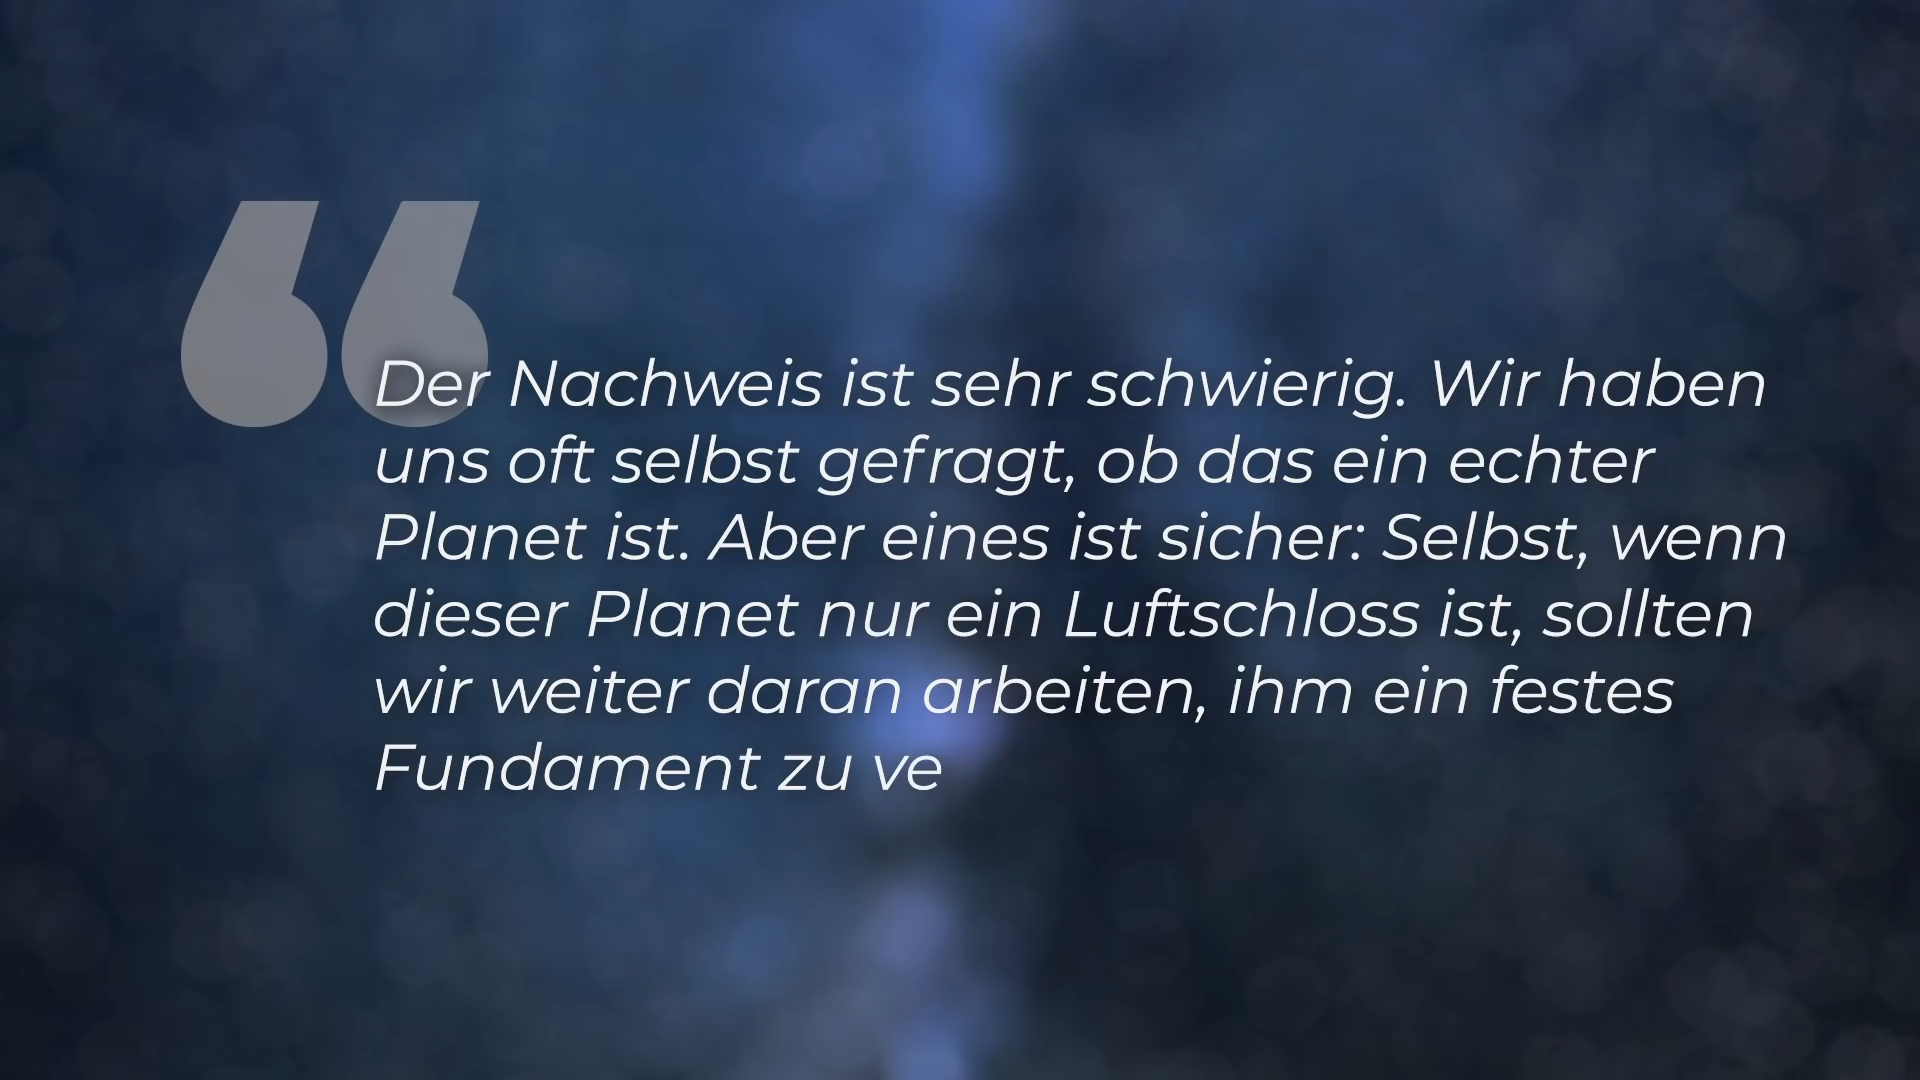 Der Nachweis ist sehr schwierig. Wir haben
uns oft selbst gefragt, ob das ein echter
Planet ist. Aber eines ist sicher: Selbst, wenn
dieser Planet nur ein Luftschloss ist, sollten
wir weiter daran arbeiten, ihm ein festes
Fundament zu ve